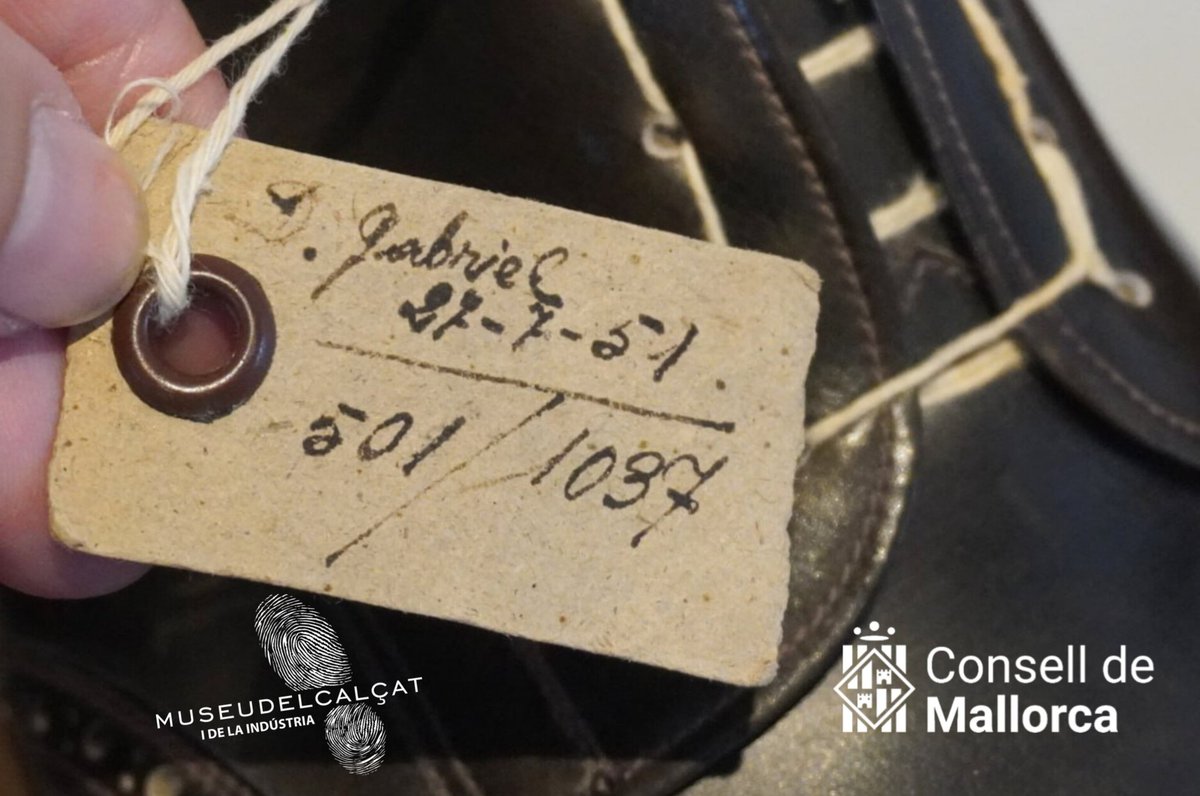 D. Gabriel
27-7-51.
501/1037
MUSEUDELCALÇAT
I DE LA INDÚSTRIA
Consell de
Mallorca